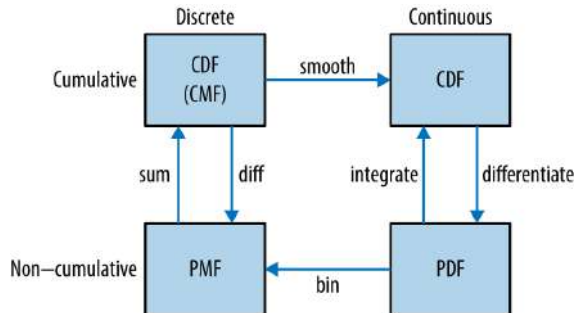 Discrete
Continuous
Cumulative
CDF
(CMF)
smooth
CDF
sum
diff
integrate
differentiate
Non–cumulative
PMF
bin
PDF